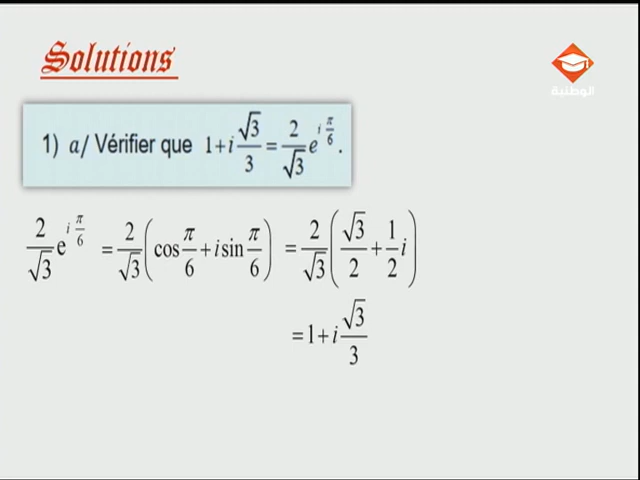 Solutions
الوطنية
1) a/ Vérifier que 1+i√3/3 = 2/√3 e^(iπ/6).
2/√3 e^(iπ/6) = 2/√3 (cos π/6 + i sin π/6) = 2/√3 (√3/2 + 1/2 i)
= 1+i√3/3